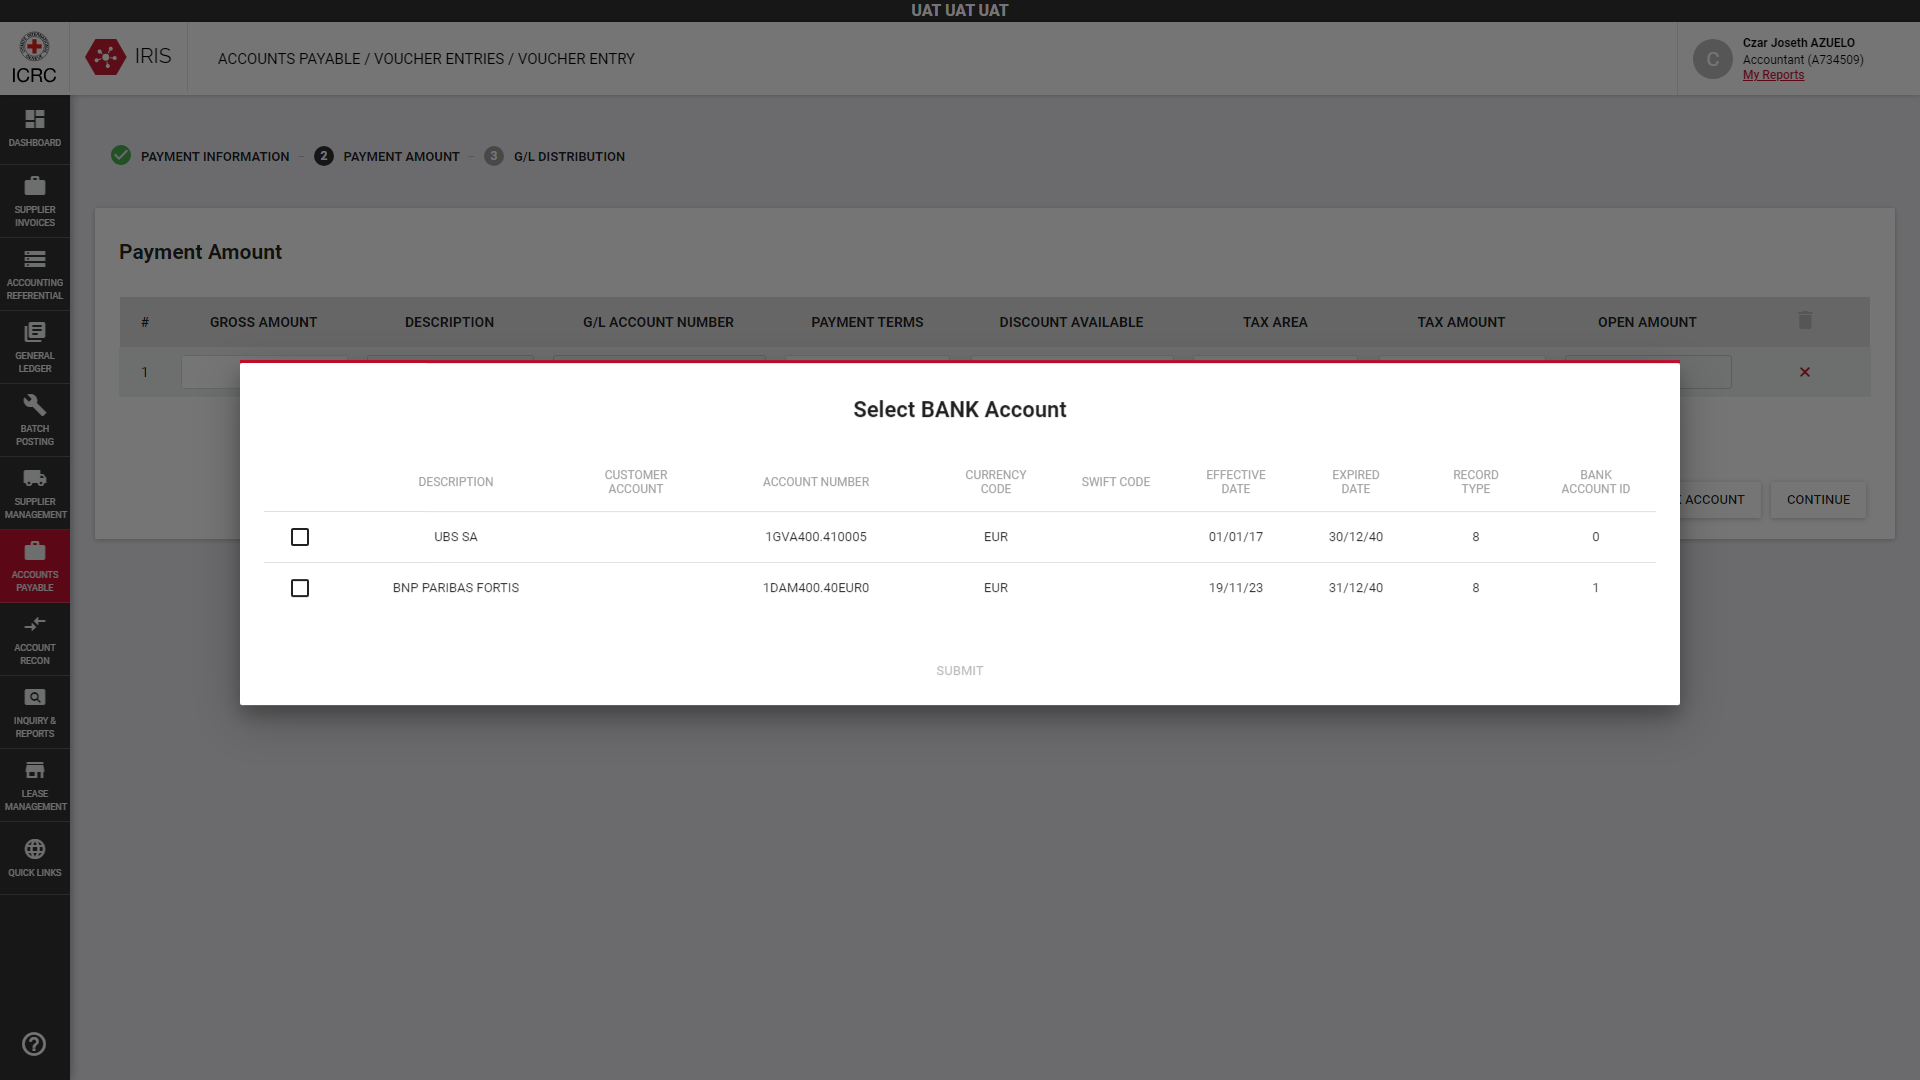 UAT UAT UAT
ICRC
IRIS
ACCOUNTS PAYABLE / VOUCHER ENTRIES / VOUCHER ENTRY
C
Czar Joseth AZUELO
Accountant (A734509)
My Reports
DASHBOARD
SUPPLIER
INVOICES
ACCOUNTING
REFERENTIAL
GENERAL
LEDGER
BATCH
POSTING
SUPPLIER
MANAGEMENT
ACCOUNTS
PAYABLE
ACCOUNT
RECON
INQUIRY &
REPORTS
LEASE
MANAGEMENT
QUICK LINKS
PAYMENT INFORMATION – 2 PAYMENT AMOUNT – 3 G/L DISTRIBUTION
Payment Amount
# GROSS AMOUNT DESCRIPTION G/L ACCOUNT NUMBER PAYMENT TERMS DISCOUNT AVAILABLE TAX AREA TAX AMOUNT OPEN AMOUNT
1
ACCOUNT CONTINUE
Select BANK Account
DESCRIPTION CUSTOMER ACCOUNT ACCOUNT NUMBER CURRENCY CODE SWIFT CODE EFFECTIVE DATE EXPIRED DATE RECORD TYPE BANK ACCOUNT ID
UBS SA 1GVA400.410005 EUR 01/01/17 30/12/40 8 0
BNP PARIBAS FORTIS 1DAM400.40EUR0 EUR 19/11/23 31/12/40 8 1
SUBMIT